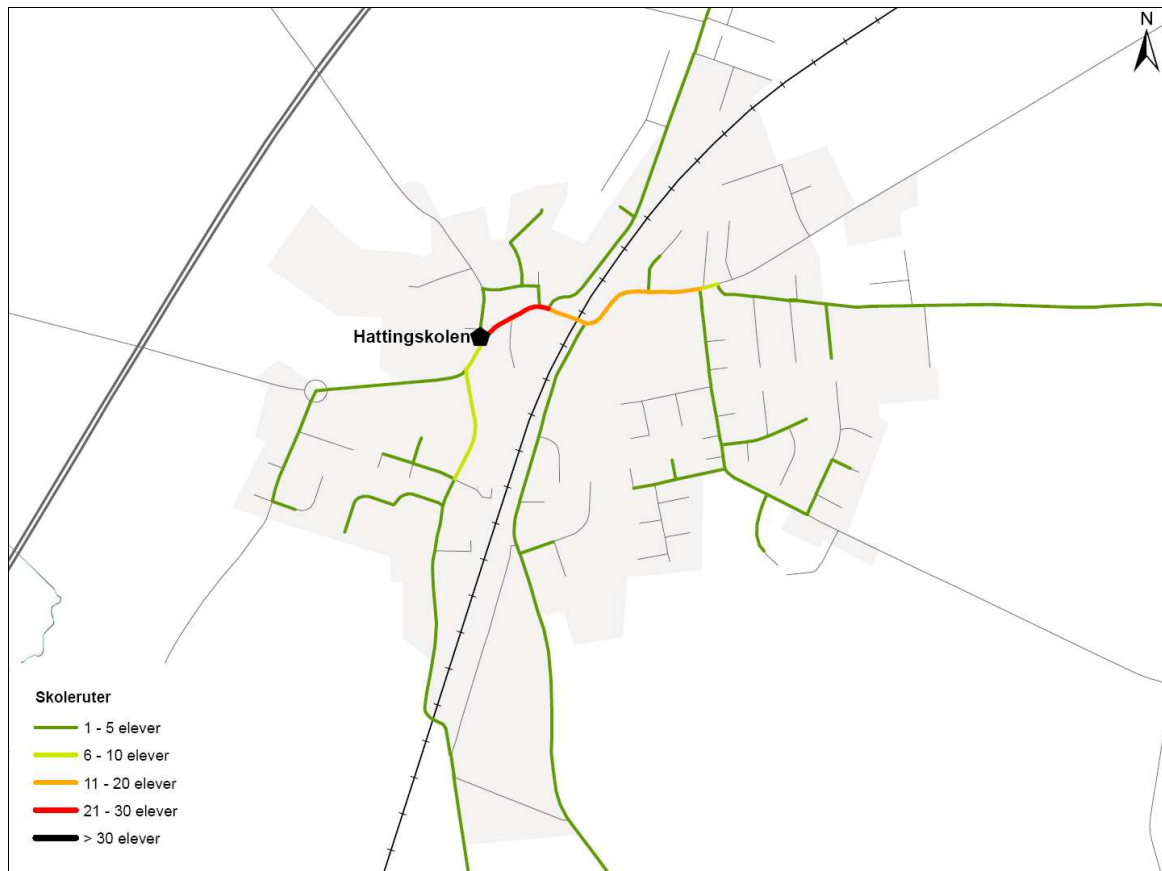 N
Hattingskolen
Skoleruter
1 - 5 elever
6 - 10 elever
11 - 20 elever
21 - 30 elever
> 30 elever